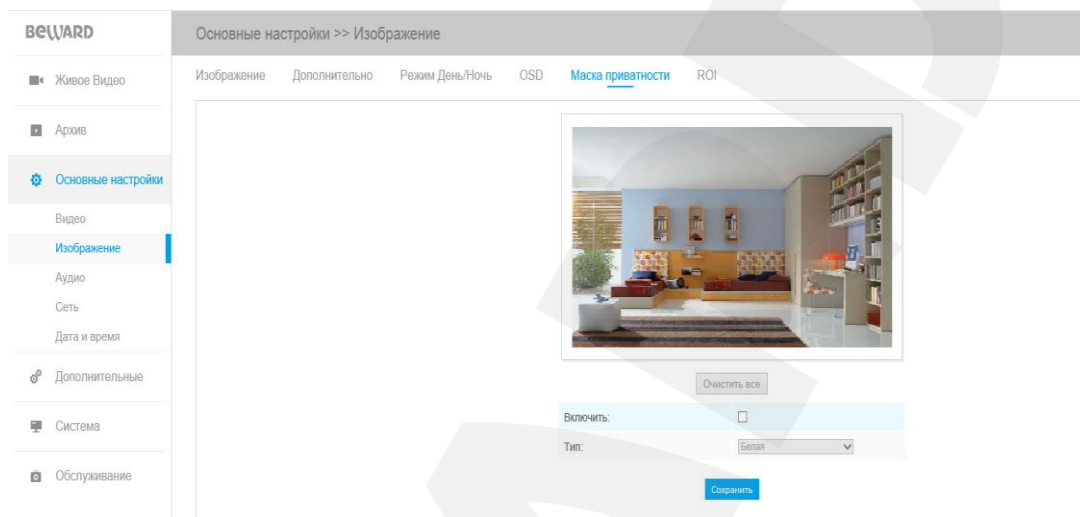 BEWARD
Основные настройки >> Изображение
Изображение Дополнительно Режим День/Ночь OSD Маска приватности ROI
Живое Видео
Архив
Основные настройки
Видео
Изображение
Аудио
Сеть
Дата и время
Дополнительные
Система
Обслуживание
Очистить все
Включить:
Тип: Белая
Сохранить